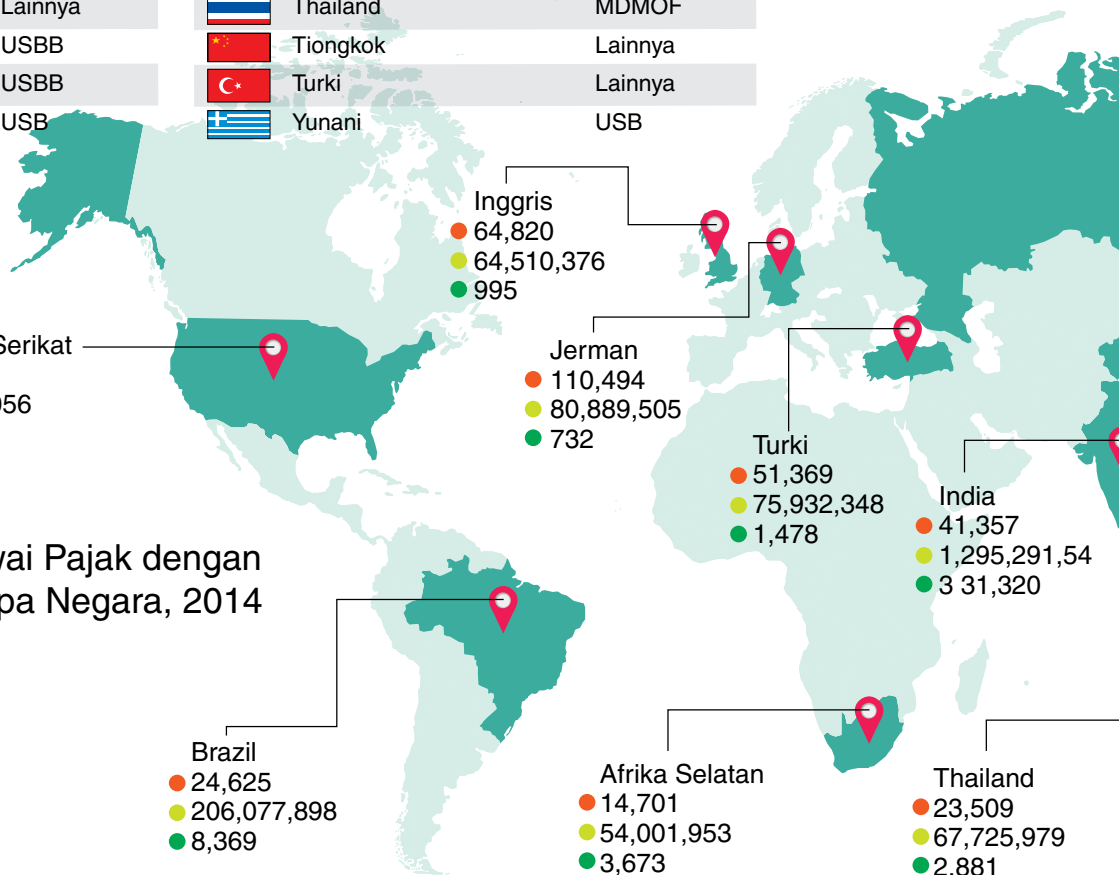 Lainnya Thailand MDMOF
USBB Tiongkok Lainnya
USBB Turki Lainnya
USB Yunani USB
Inggris
64,820
64,510,376
995
Serikat
956
Jerman
110,494
80,889,505
732
Turki
51,369
75,932,348
1,478
India
41,357
1,295,291,54
3 31,320
wai Pajak dengan
pa Negara, 2014
Brazil
24,625
206,077,898
8,369
Afrika Selatan
14,701
54,001,953
3,673
Thailand
23,509
67,725,979
2,881